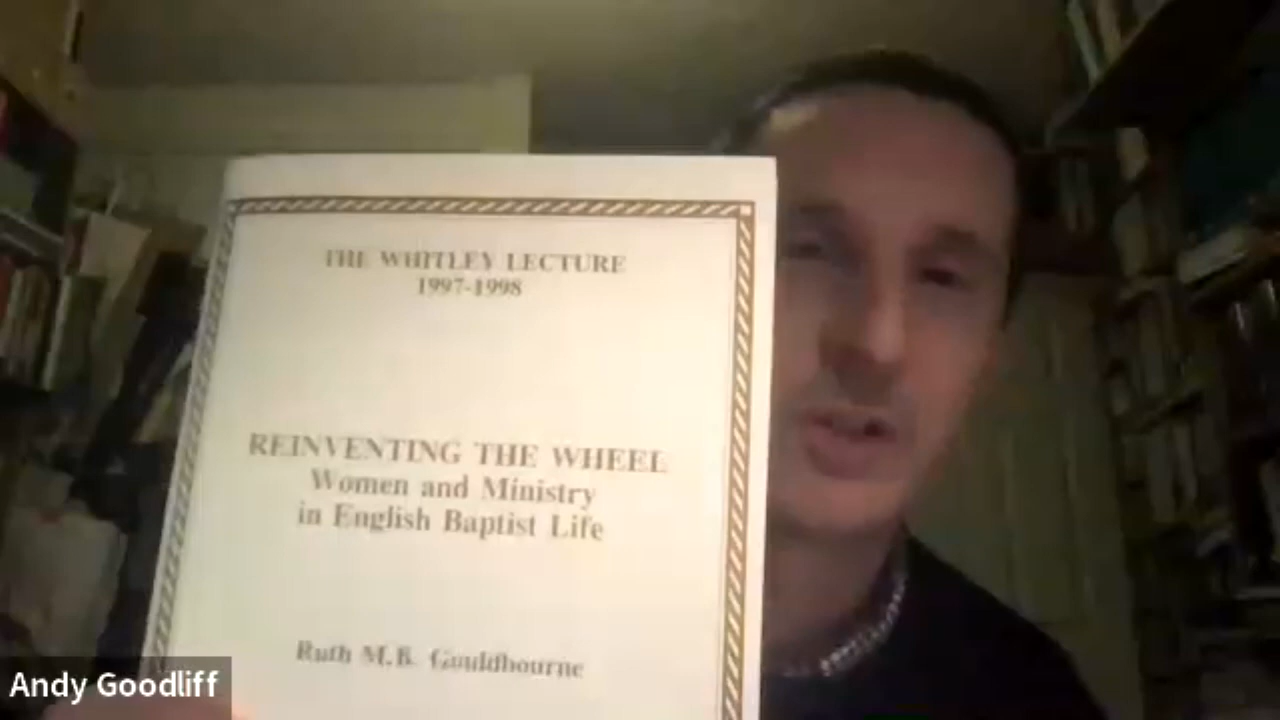 THE WHITLEY LECTURE
1997-1998
REINVENTING THE WHEEL
Women and Ministry
in English Baptist Life
Ruth M.B. Gouldbourne
Andy Goodliff